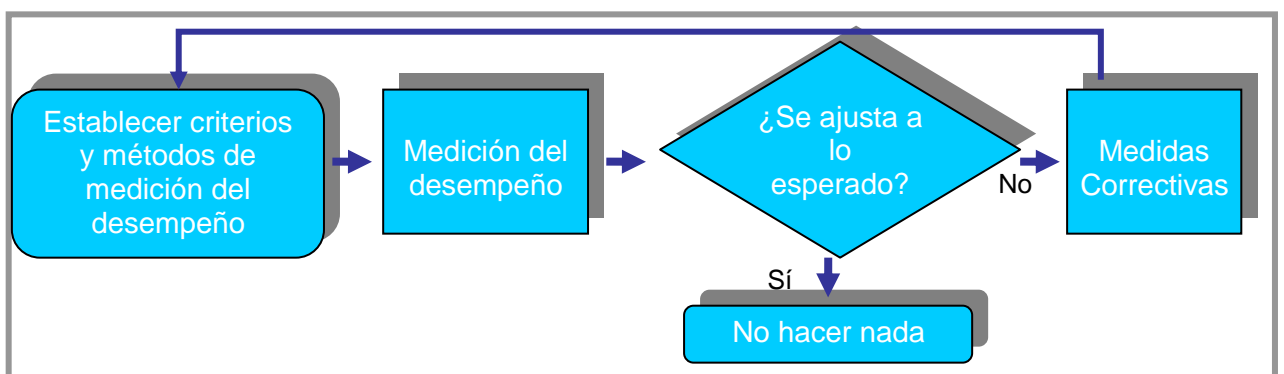 Establecer criterios
y métodos de
medición del
desempeño
Medición del
desempeño
¿Se ajusta a
lo
esperado?
No
Medidas
Correctivas
Sí
No hacer nada